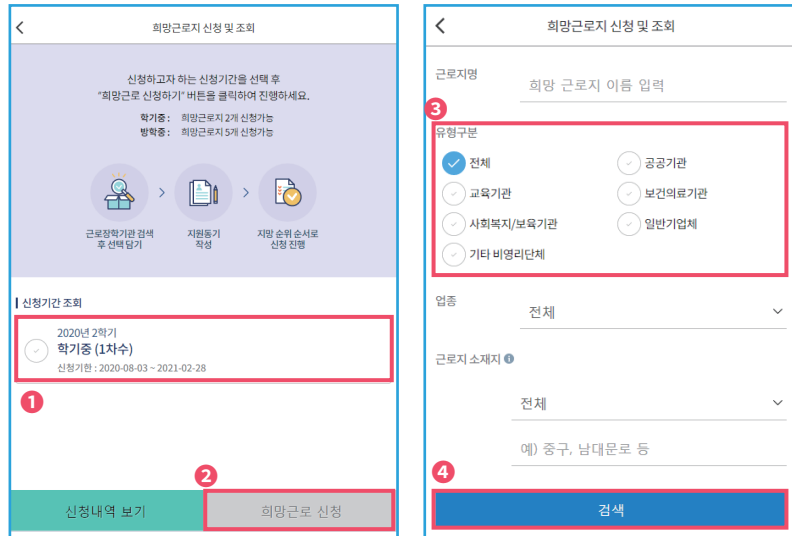 희망근로지 신청 및 조회
신청하고자 하는 신청기간을 선택 후
"희망근로 신청하기" 버튼을 클릭하여 진행하세요.
학기중 : 희망근로지 2개 신청가능
방학중 : 희망근로지 5개 신청가능
근로장학기관 검색
후 선택 담기
지원동기
작성
지망 순위 순서로
신청 진행
신청기간 조회
2020년 2학기
학기중 (1차수)
신청기한 : 2020-08-03 ~ 2021-02-28
1
2
신청내역 보기
희망근로 신청
희망근로지 신청 및 조회
근로지명
희망 근로지 이름 입력
3
유형구분
전체
공공기관
교육기관
보건의료기관
사회복지/보육기관
일반기업체
기타 비영리단체
업종
전체
근로지 소재지
전체
예) 중구, 남대문로 등
4
검색